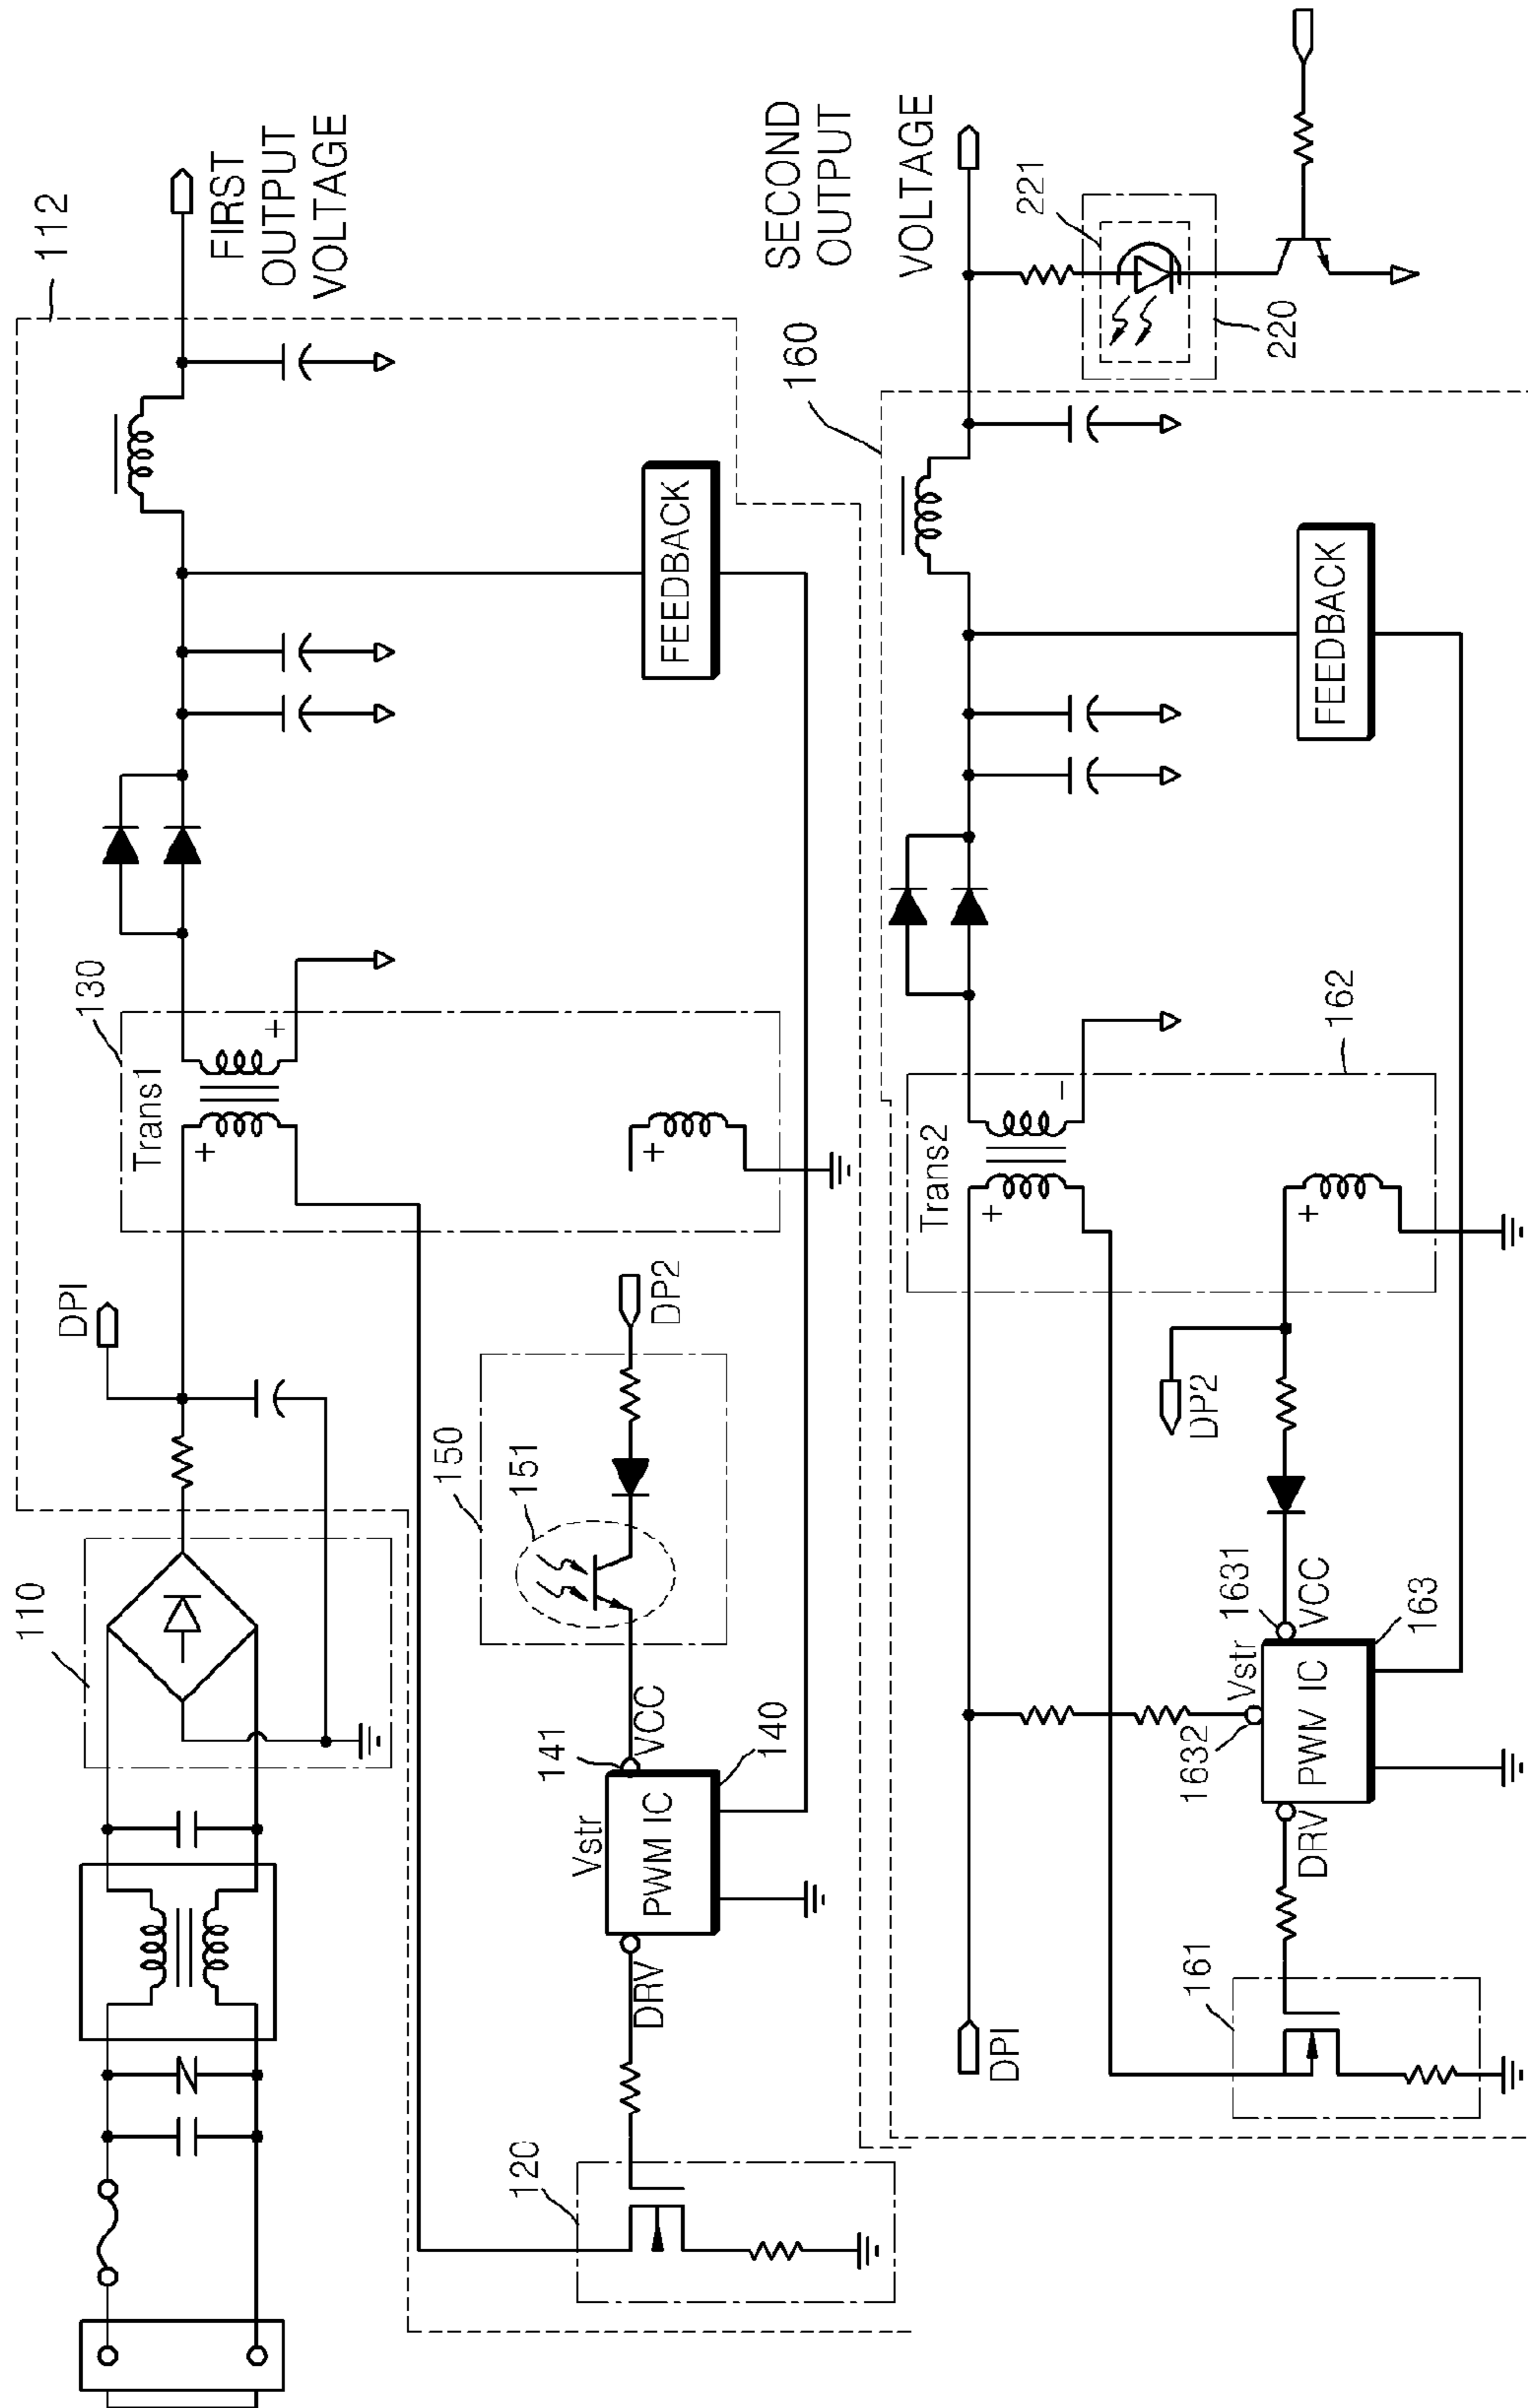 110
DPI
130
Trans1
+
+
112
FIRST
OUTPUT
VOLTAGE
120
DRV
Vstr
PWM IC
140
141
VCC
150
151
DP2
+
FEEDBACK
SECOND
OUTPUT
VOLTAGE
160
DPI
Trans2
+
-
162
221
220
161
DRV
1632
Vstr
PWM IC
163
1631
VCC
DP2
+
FEEDBACK